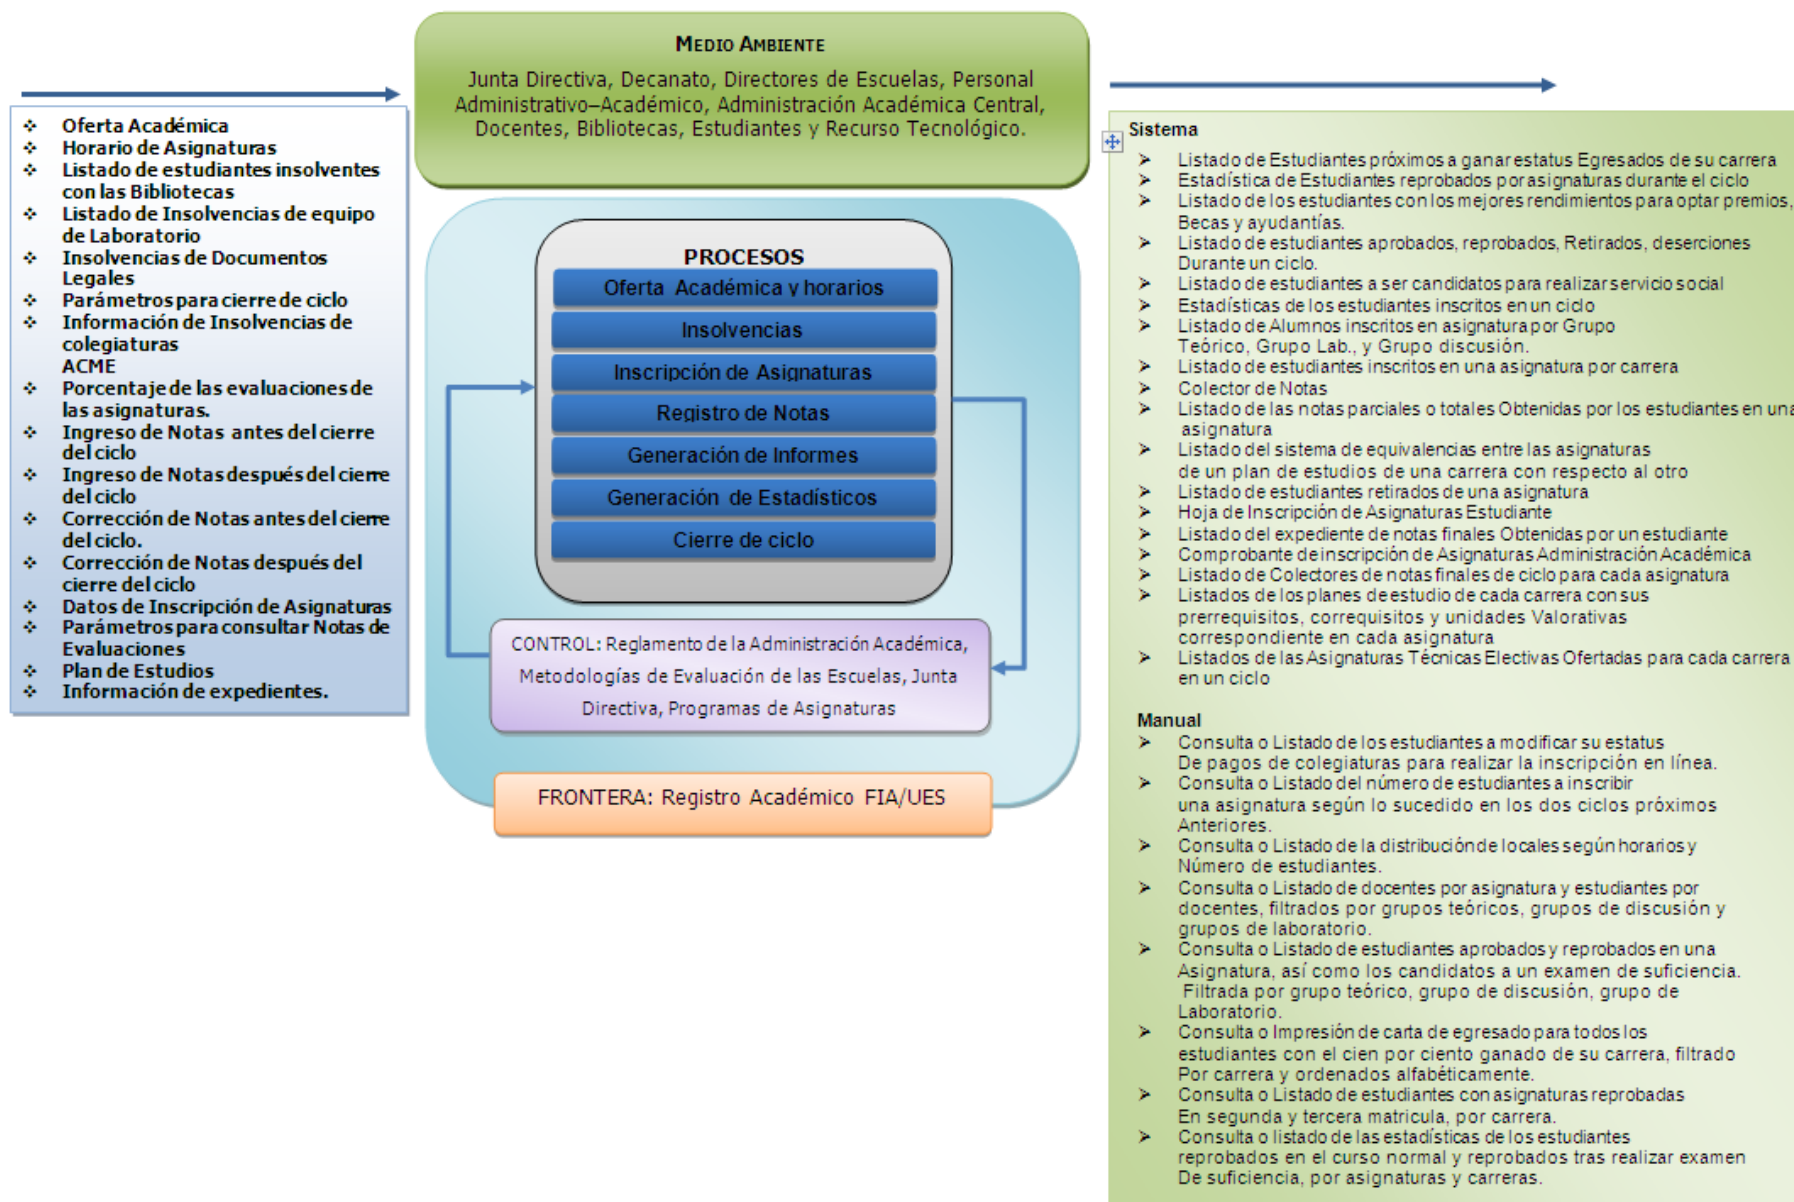 MEDIO AMBIENTE
Junta Directiva, Decanato, Directores de Escuelas, Personal
Administrativo–Académico, Administración Académica Central,
Docentes, Bibliotecas, Estudiantes y Recurso Tecnológico.
❖ Oferta Académica
❖ Horario de Asignaturas
❖ Listado de estudiantes insolventes
con las Bibliotecas
❖ Listado de Insolvencias de equipo
de Laboratorio
❖ Insolvencias de Documentos
Legales
❖ Parámetros para cierre de ciclo
❖ Información de Insolvencias de
colegiaturas
ACME
❖ Porcentaje de las evaluaciones de
las asignaturas.
❖ Ingreso de Notas antes del cierre
del ciclo
❖ Ingreso de Notas después del cierre
del ciclo
❖ Corrección de Notas antes del cierre
del ciclo.
❖ Corrección de Notas después del
cierre del ciclo
❖ Datos de Inscripción de Asignaturas
❖ Parámetros para consultar Notas de
Evaluaciones
❖ Plan de Estudios
❖ Información de expedientes.
PROCESOS
Oferta Académica y horarios
Insolvencias
Inscripción de Asignaturas
Registro de Notas
Generación de Informes
Generación de Estadísticos
Cierre de ciclo
CONTROL: Reglamento de la Administración Académica,
Metodologías de Evaluación de las Escuelas, Junta
Directiva, Programas de Asignaturas
FRONTERA: Registro Académico FIA/UES
Sistema
➢ Listado de Estudiantes próximos a ganar estatus Egresados de su carrera
➢ Estadística de Estudiantes reprobados por asignaturas durante el ciclo
➢ Listado de los estudiantes con los mejores rendimientos para optar premios,
Becas y ayudantías.
➢ Listado de estudiantes aprobados, reprobados, Retirados, deserciones
Durante un ciclo.
➢ Listado de estudiantes a ser candidatos para realizar servicio social
➢ Estadísticas de los estudiantes inscritos en un ciclo
➢ Listado de Alumnos inscritos en asignatura por Grupo
Teórico, Grupo Lab., y Grupo discusión.
➢ Listado de estudiantes inscritos en una asignatura por carrera
➢ Colector de Notas
➢ Listado de las notas parciales o totales Obtenidas por los estudiantes en una
asignatura
➢ Listado del sistema de equivalencias entre las asignaturas
de un plan de estudios de una carrera con respecto al otro
➢ Listado de estudiantes retirados de una asignatura
➢ Hoja de Inscripción de Asignaturas Estudiante
➢ Listado del expediente de notas finales Obtenidas por un estudiante
➢ Comprobante de inscripción de Asignaturas Administración Académica
➢ Listado de Colectores de notas finales de ciclo para cada asignatura
➢ Listados de los planes de estudio de cada carrera con sus
prerrequisitos, correquisitos y unidades Valorativas
correspondiente en cada asignatura
➢ Listados de las Asignaturas Técnicas Electivas Ofertadas para cada carrera
en un ciclo
Manual
➢ Consulta o Listado de los estudiantes a modificar su estatus
De pagos de colegiaturas para realizar la inscripción en línea.
➢ Consulta o Listado del número de estudiantes a inscribir
una asignatura según lo sucedido en los dos ciclos próximos
Anteriores.
➢ Consulta o Listado de la distribución de locales según horarios y
Número de estudiantes.
➢ Consulta o Listado de docentes por asignatura y estudiantes por
docentes, filtrados por grupos teóricos, grupos de discusión y
grupos de laboratorio.
➢ Consulta o Listado de estudiantes aprobados y reprobados en una
Asignatura, así como los candidatos a un examen de suficiencia.
Filtrada por grupo teórico, grupo de discusión, grupo de
Laboratorio.
➢ Consulta o Impresión de carta de egresado para todos los
estudiantes con el cien por ciento ganado de su carrera, filtrado
Por carrera y ordenados alfabéticamente.
➢ Consulta o Listado de estudiantes con asignaturas reprobadas
En segunda y tercera matricula, por carrera.
➢ Consulta o listado de las estadísticas de los estudiantes
reprobados en el curso normal y reprobados tras realizar examen
De suficiencia, por asignaturas y carreras.